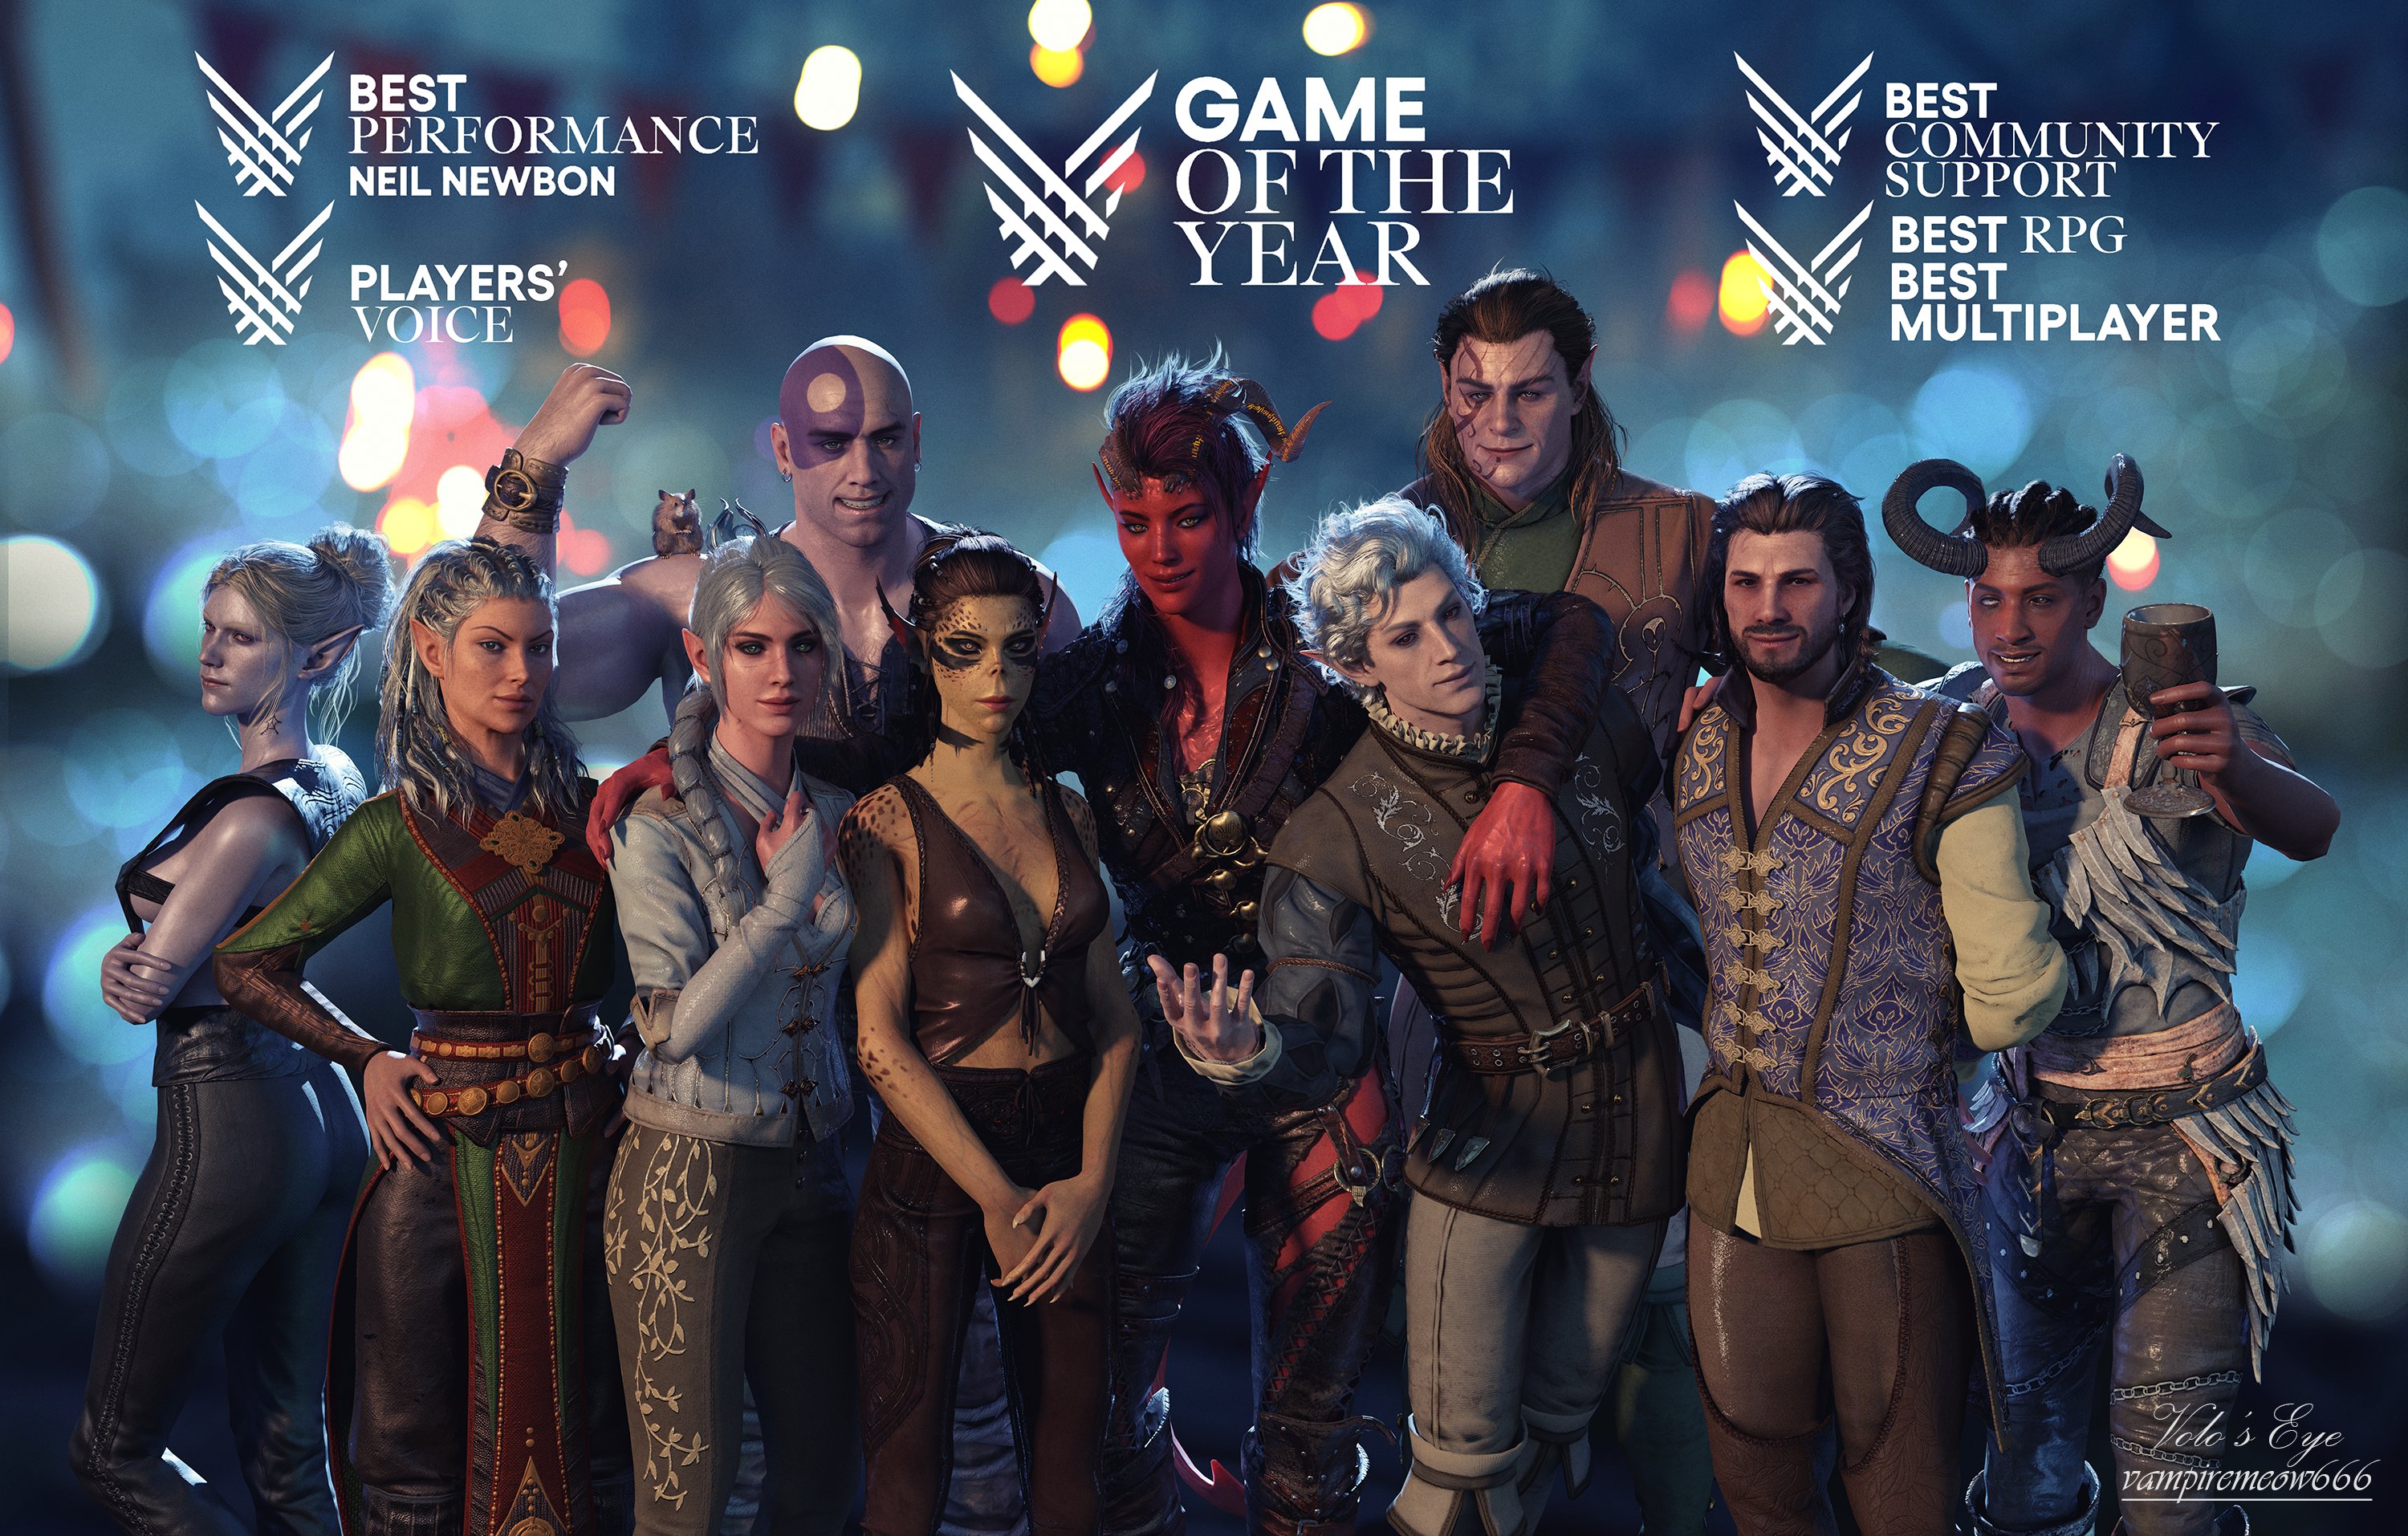 BEST
PERFORMANCE
NEIL NEWBON
PLAYERS’
VOICE
GAME
OF THE
YEAR
BEST
COMMUNITY
SUPPORT
BEST RPG
BEST
MULTIPLAYER
Volo's Eye
vampiremeow666